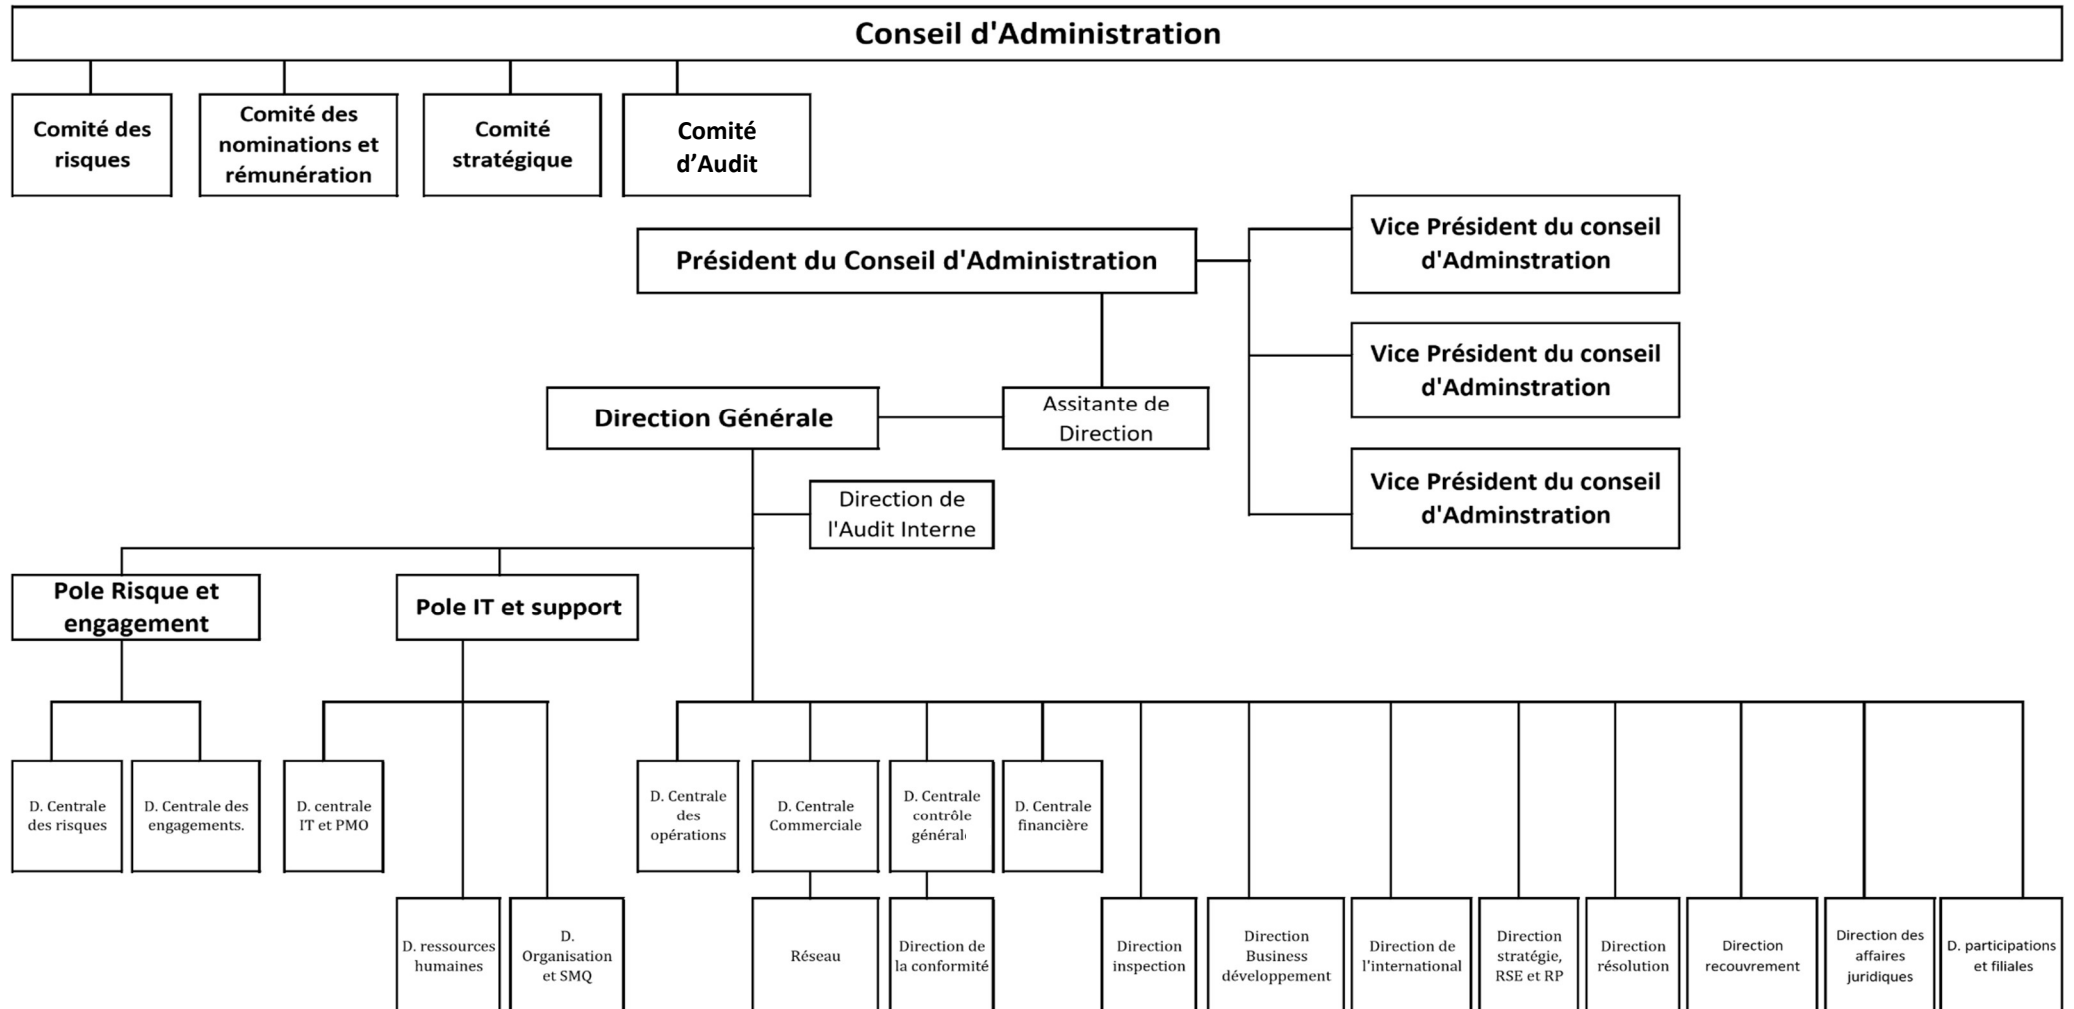 Conseil d'Administration
Comité des
risques
Comité des
nominations et
rémunération
Comité
stratégique
Comité
d’Audit
Président du Conseil d'Administration
Vice Président du conseil
d'Adminstration
Vice Président du conseil
d'Adminstration
Vice Président du conseil
d'Adminstration
Direction Générale
Assitante de
Direction
Direction de
l'Audit Interne
Pole Risque et
engagement
Pole IT et support
D. Centrale
des risques
D. Centrale des
engagements.
D. centrale
IT et PMO
D. Centrale
des
opérations
D. Centrale
Commerciale
D. Centrale
contrôle
général
D. Centrale
financière
D. ressources
humaines
D.
Organisation
et SMQ
Réseau
Direction de
la conformité
Direction
inspection
Direction
Business
développement
Direction de
l'international
Direction
stratégie,
RSE et RP
Direction
résolution
Direction
recouvrement
Direction des
affaires
juridiques
D. participations
et filiales